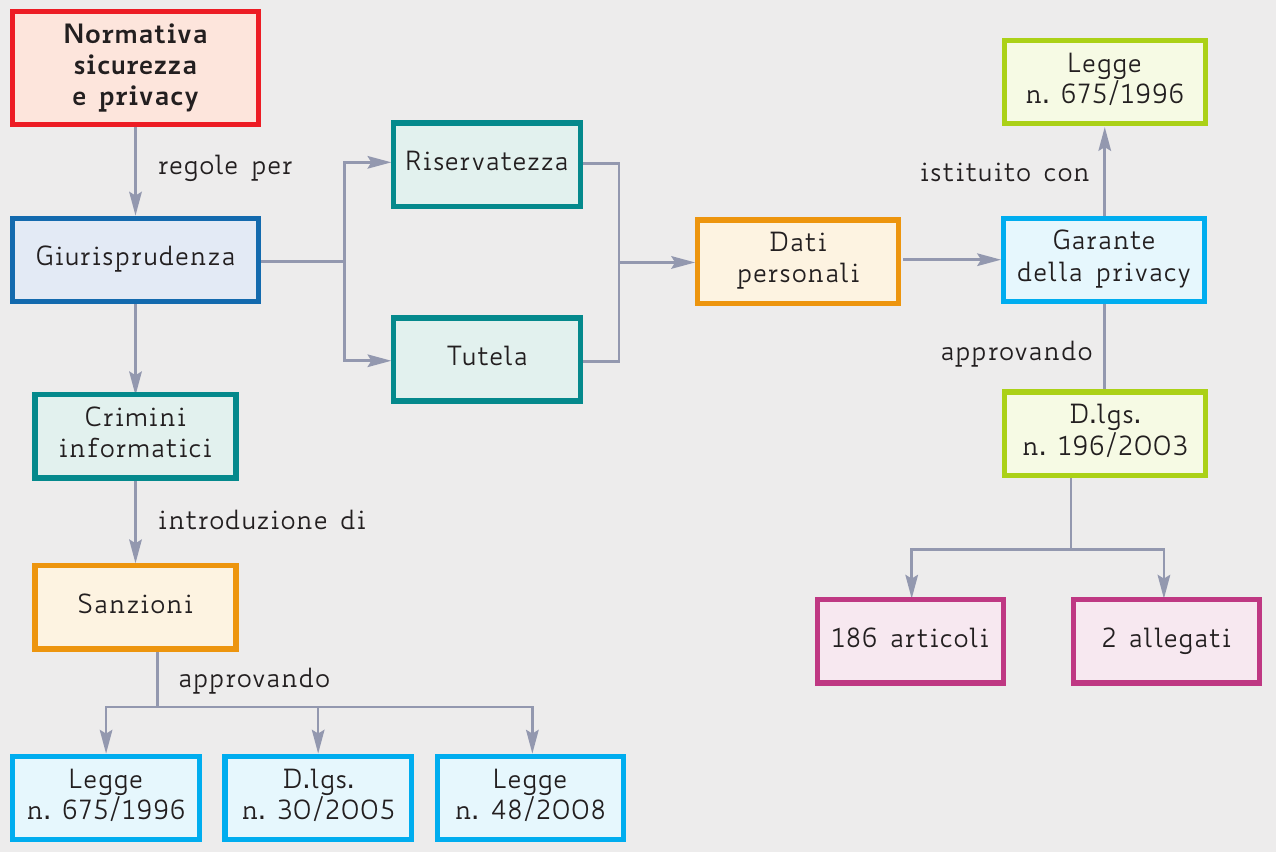 Normativa
sicurezza
e privacy
regole per
Giurisprudenza
Riservatezza
Tutela
Dati
personali
Legge
n. 675/1996
istituito con
Garante
della privacy
approvando
D.lgs.
n. 196/2003
186 articoli
2 allegati
Crimini
informatici
introduzione di
Sanzioni
approvando
Legge
n. 675/1996
D.lgs.
n. 30/2005
Legge
n. 48/2008